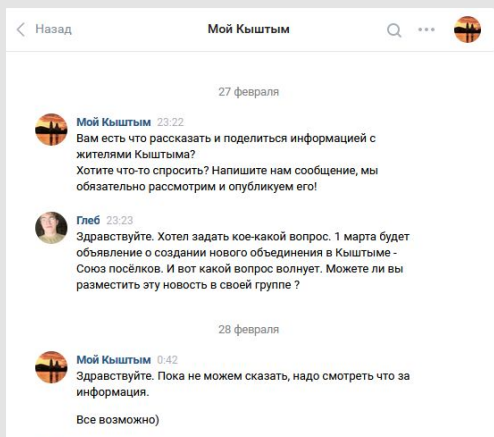 Назад
Мой Кыштым
27 февраля
Мой Кыштым 23:22
Вам есть что рассказать и поделиться информацией с
жителями Кыштыма?
Хотите что-то спросить? Напишите нам сообщение, мы
обязательно рассмотрим и опубликуем его!
Глеб 23:23
Здравствуйте. Хотел задать кое-какой вопрос. 1 марта будет
объявление о создании нового объединения в Кыштыме -
Союз посёлков. И вот какой вопрос волнует. Можете ли вы
разместить эту новость в своей группе ?
28 февраля
Мой Кыштым 0:42
Здравствуйте. Пока не можем сказать, надо смотреть что за
информация.
Все возможно)